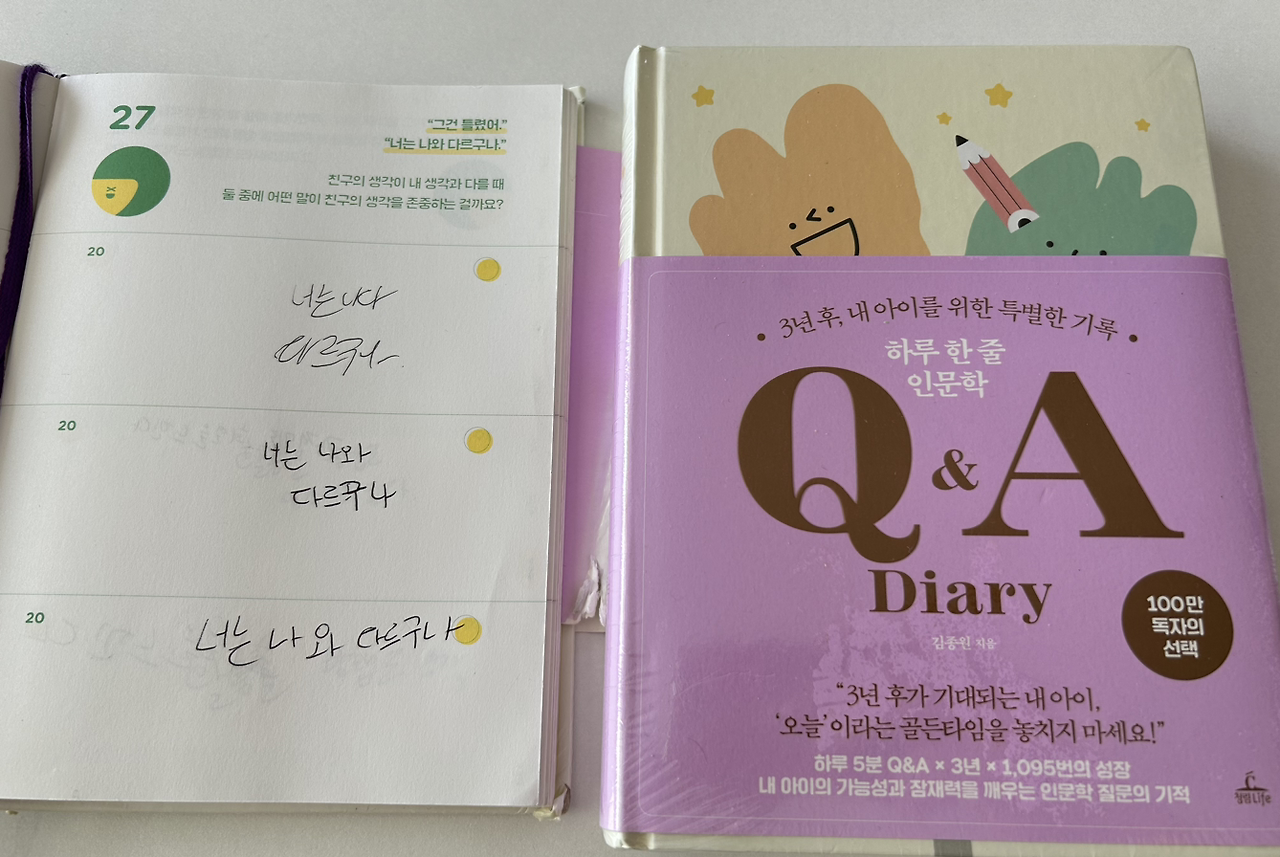 27
“그건 틀렸어.”
“너는 나와 다르구나.”
친구의 생각이 내 생각과 다를 때
둘 중에 어떤 말이 친구의 생각을 존중하는 걸까요?
20
너는
다르구나
20
너는 나와
다르구나
20
너는 나와 다르구나
3년 후, 내 아이를 위한 특별한 기록
하루 한 줄
인문학
Q & A
Diary
김종원 지음
100만
독자의
선택
“3년 후가 기대되는 내 아이,
‘오늘’이라는 골든타임을 놓치지 마세요!”
하루 5분 Q&A × 3년 × 1,095번의 성장
내 아이의 가능성과 잠재력을 깨우는 인문학 질문의 기적
청림Life